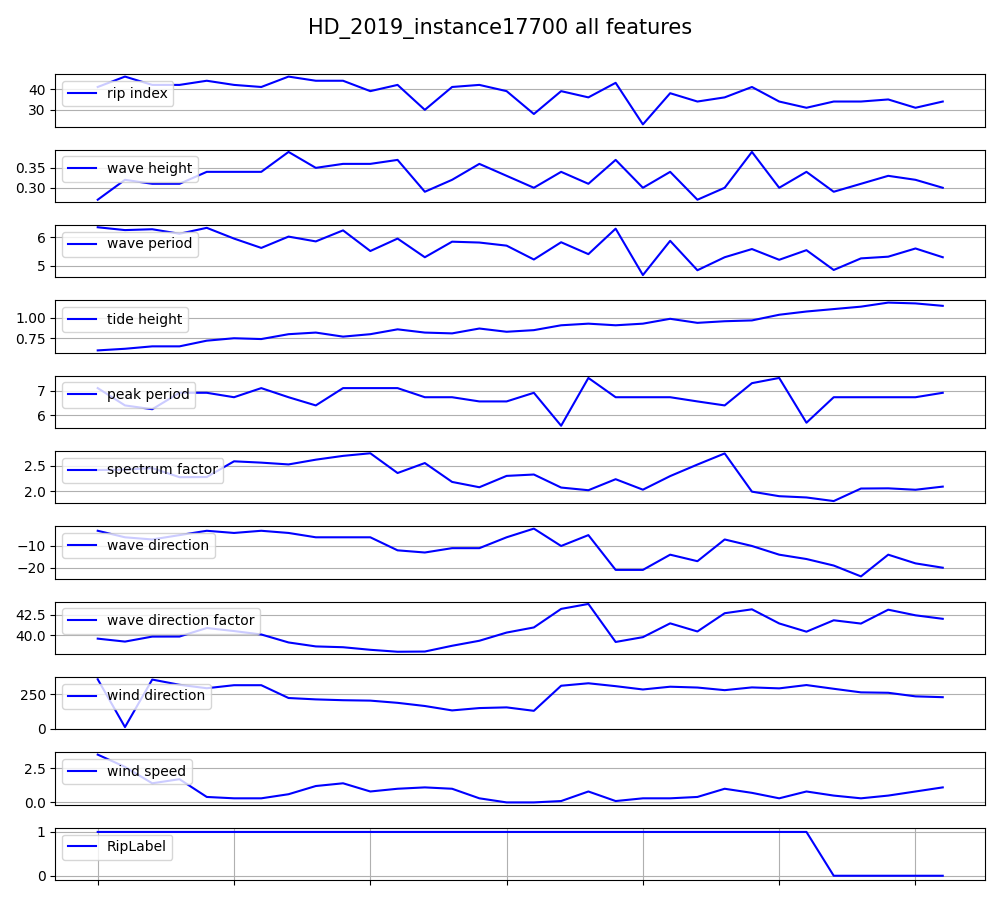 HD_2019_instance17700 all features
40
30
rip index
0.35
0.30
wave height
6
5
wave period
1.00
0.75
tide height
7
6
peak period
2.5
2.0
spectrum factor
−10
−20
wave direction
42.5
40.0
wave direction factor
250
0
wind direction
2.5
0.0
wind speed
1
0
RipLabel